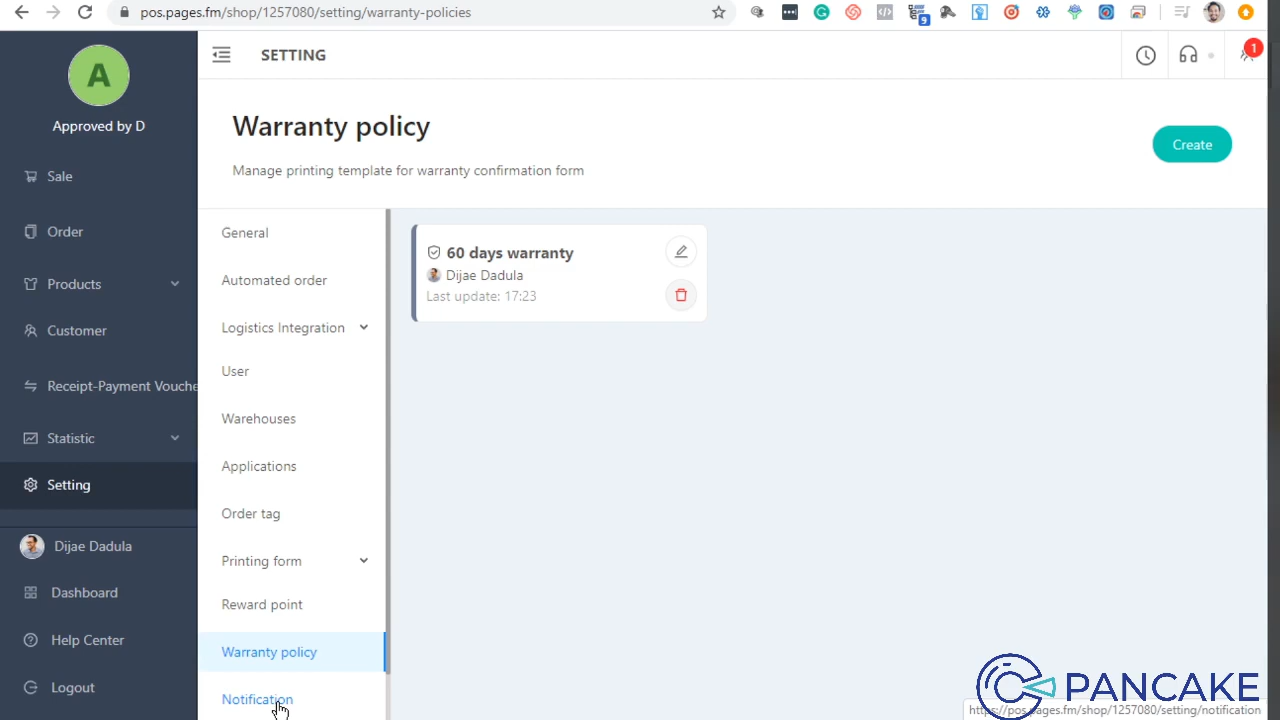 pos.pages.fm/shop/1257080/setting/warranty-policies
9
A
Approved by D
Sale
Order
Products
Customer
Receipt-Payment Vouche
Statistic
Setting
Dijae Dadula
Dashboard
Help Center
Logout
SETTING
1
Warranty policy
Manage printing template for warranty confirmation form
Create
General
Automated order
Logistics Integration
User
Warehouses
Applications
Order tag
Printing form
Reward point
Warranty policy
Notification
60 days warranty
Dijae Dadula
Last update: 17:23
PANCAKE
https://pos.pages.fm/shop/1257080/setting/notification